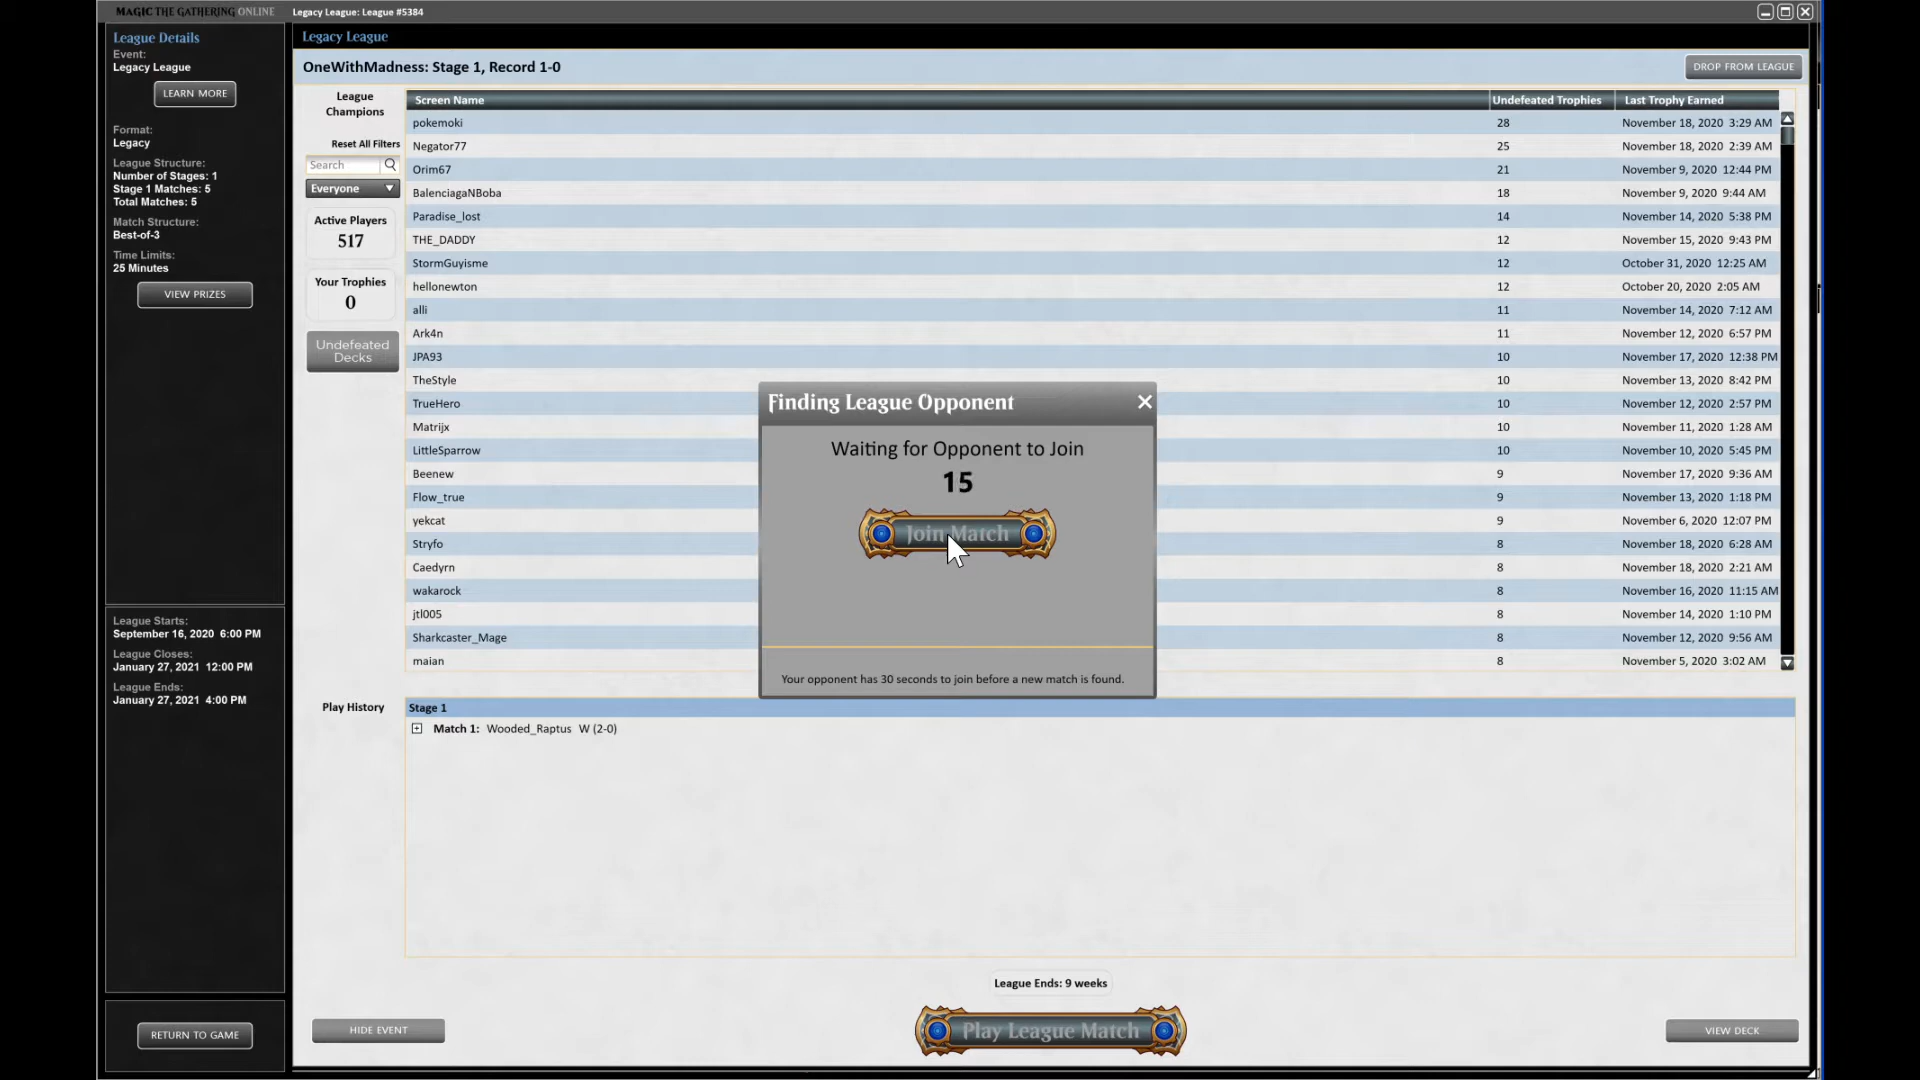 MAGIC THE GATHERING ONLINE
Legacy League: League #5384
League Details
Event:
Legacy League
LEARN MORE
Format:
Legacy
League Structure:
Number of Stages: 1
Stage 1 Matches: 5
Total Matches: 5
Match Structure:
Best-of-3
Time Limits:
25 Minutes
VIEW PRIZES
League Starts:
September 16, 2020 6:00 PM
League Closes:
January 27, 2021 12:00 PM
League Ends:
January 27, 2021 4:00 PM
RETURN TO GAME
Legacy League
OneWithMadness: Stage 1, Record 1-0
DROP FROM LEAGUE
League
Champions
Reset All Filters
Search
Everyone
Active Players
517
Your Trophies
0
Undefeated
Decks
Screen Name Undefeated Trophies Last Trophy Earned
pokemoki 28 November 18, 2020 3:29 AM
Negator77 25 November 18, 2020 2:39 AM
Orim67 21 November 9, 2020 12:44 PM
BalenciagaNBoba 18 November 9, 2020 9:44 AM
Paradise_lost 14 November 14, 2020 5:38 PM
THE_DADDY 12 November 15, 2020 9:43 PM
StormGuyisme 12 October 31, 2020 12:25 AM
hellonewton 12 October 20, 2020 2:05 AM
alli 11 November 14, 2020 7:12 AM
Ark4n 11 November 12, 2020 6:57 PM
JPA93 10 November 17, 2020 12:38 PM
TheStyle 10 November 13, 2020 8:42 PM
TrueHero 10 November 12, 2020 2:57 PM
Matrijx 10 November 11, 2020 1:28 AM
LittleSparrow 10 November 10, 2020 5:45 PM
Beenew 9 November 17, 2020 9:36 AM
Flow_true 9 November 13, 2020 1:18 PM
yekcat 9 November 6, 2020 12:07 PM
Stryfo 8 November 18, 2020 6:28 AM
Caedyrn 8 November 18, 2020 2:21 AM
wakarock 8 November 16, 2020 11:15 AM
jtl005 8 November 14, 2020 1:10 PM
Sharkcaster_Mage 8 November 12, 2020 9:56 AM
maian 8 November 5, 2020 3:02 AM
Finding League Opponent
Waiting for Opponent to Join
15
Join Match
Your opponent has 30 seconds to join before a new match is found.
Play History
Stage 1
Match 1: Wooded_Raptus W (2-0)
League Ends: 9 weeks
HIDE EVENT
Play League Match
VIEW DECK